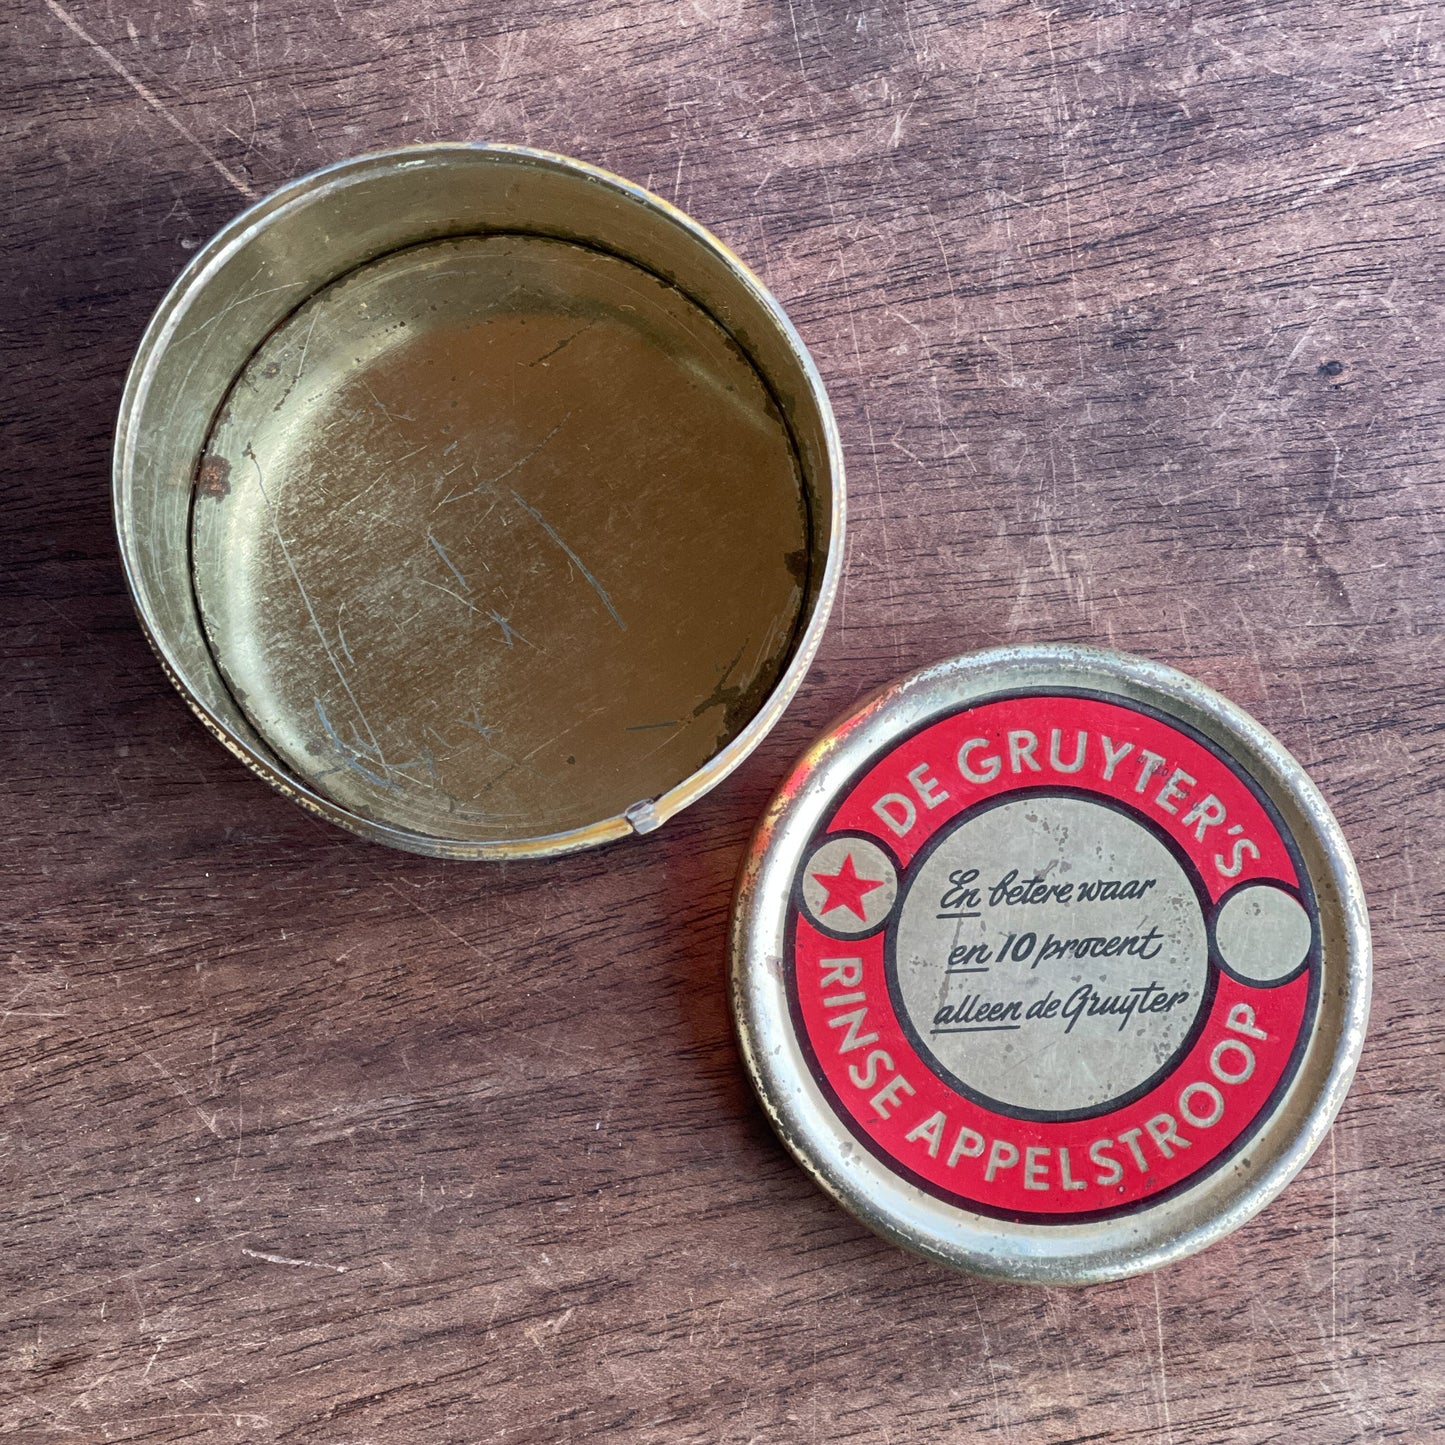 DE GRUYTER'S
En betere waar
en 10 procent
alleen de Gruyter
RINSE APPELSTROOP